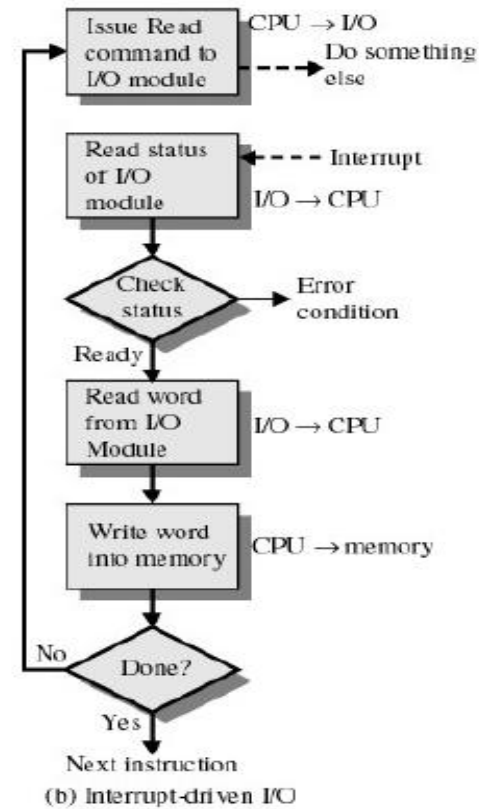 Issue Read
command to
I/O module
CPU → I/O
Do something
else
Read status
of I/O
module
Interrupt
I/O → CPU
Check
status
Error
condition
Ready
Read word
from I/O
Module
I/O → CPU
Write word
into memory
CPU → memory
No
Done?
Yes
Next instruction
(b) Interrupt-driven I/O